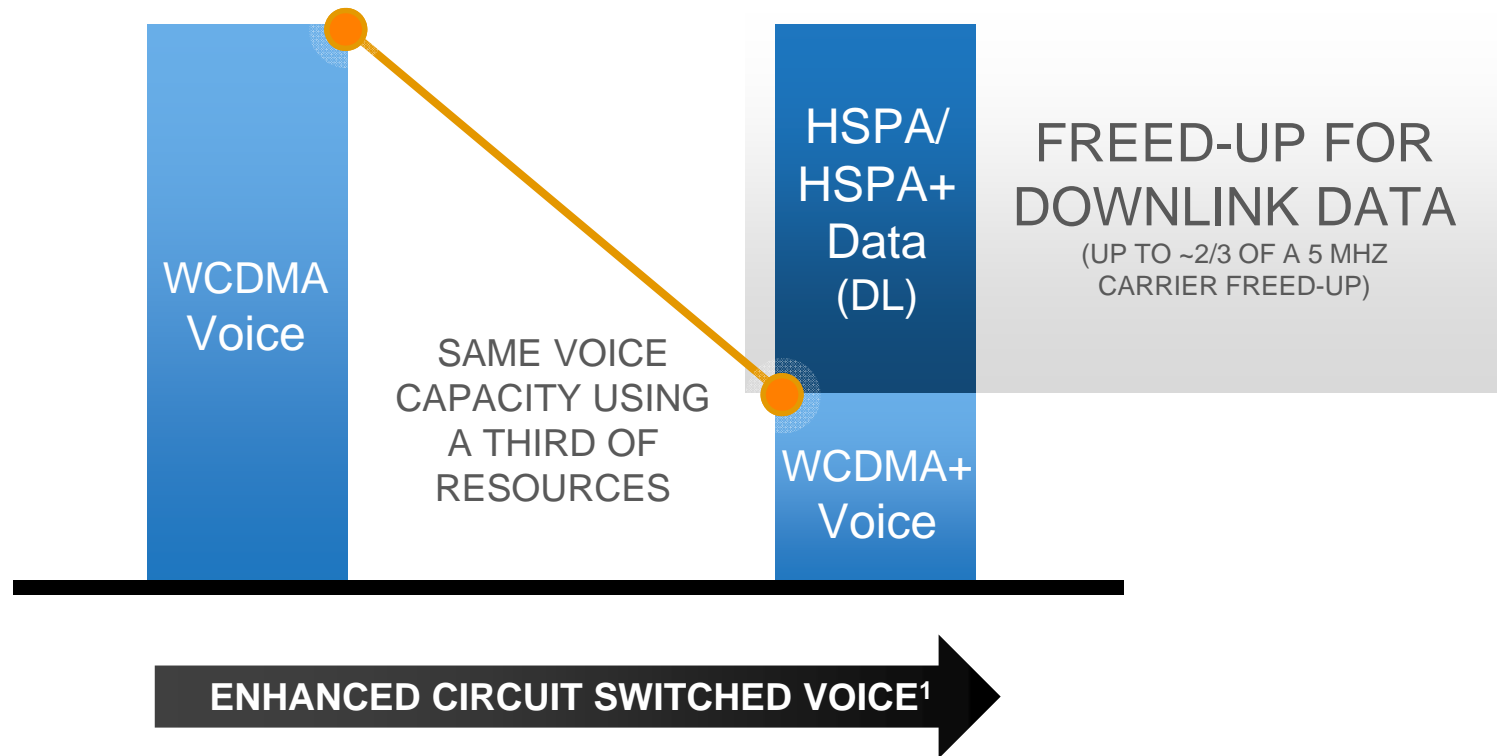 WCDMA
Voice
SAME VOICE
CAPACITY USING
A THIRD OF
RESOURCES
HSPA/
HSPA+
Data
(DL)
WCDMA+
Voice
FREED-UP FOR
DOWNLINK DATA
(UP TO ~2/3 OF A 5 MHZ
CARRIER FREED-UP)
ENHANCED CIRCUIT SWITCHED VOICE¹